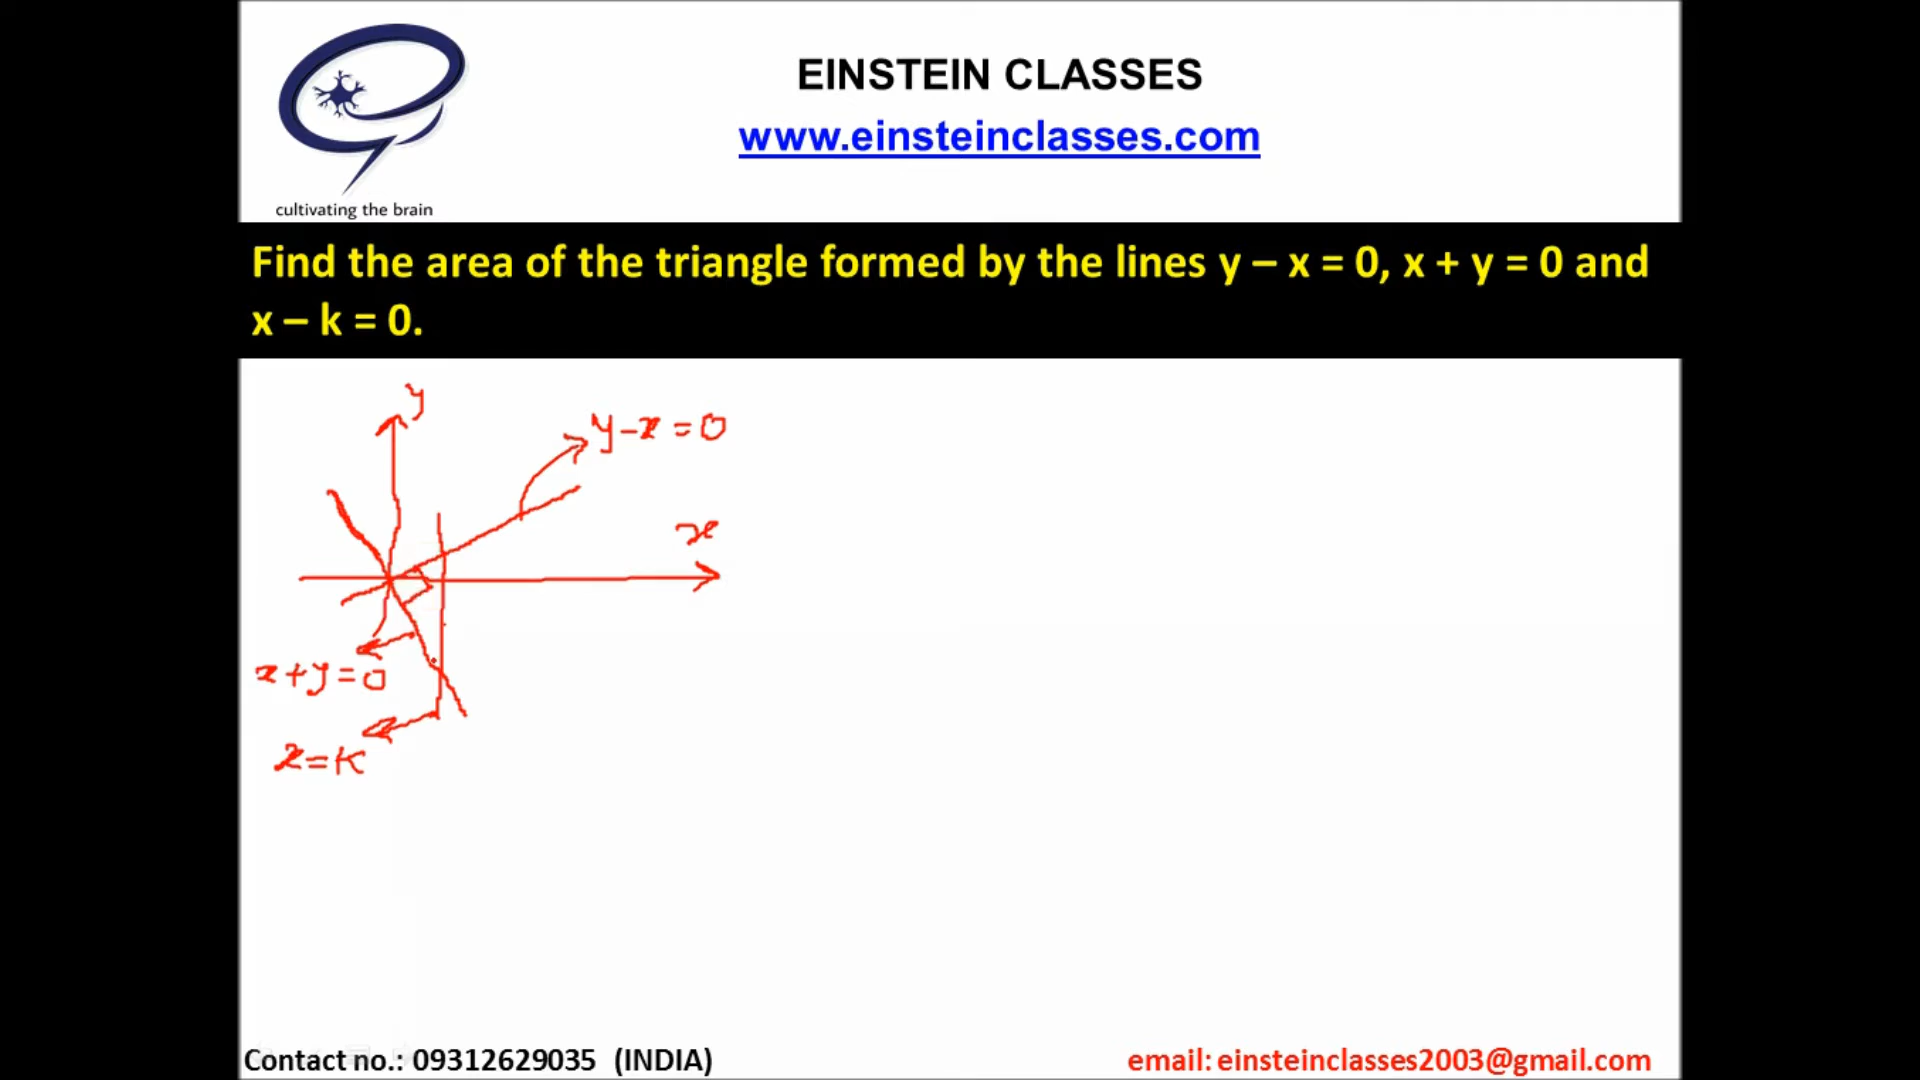 EINSTEIN CLASSES
www.einsteinclasses.com
cultivating the brain
Find the area of the triangle formed by the lines y – x = 0, x + y = 0 and
x – k = 0.
y
y-x=0
x
x+y=0
x=k
Contact no.: 09312629035 (INDIA)
email: einsteinclasses2003@gmail.com